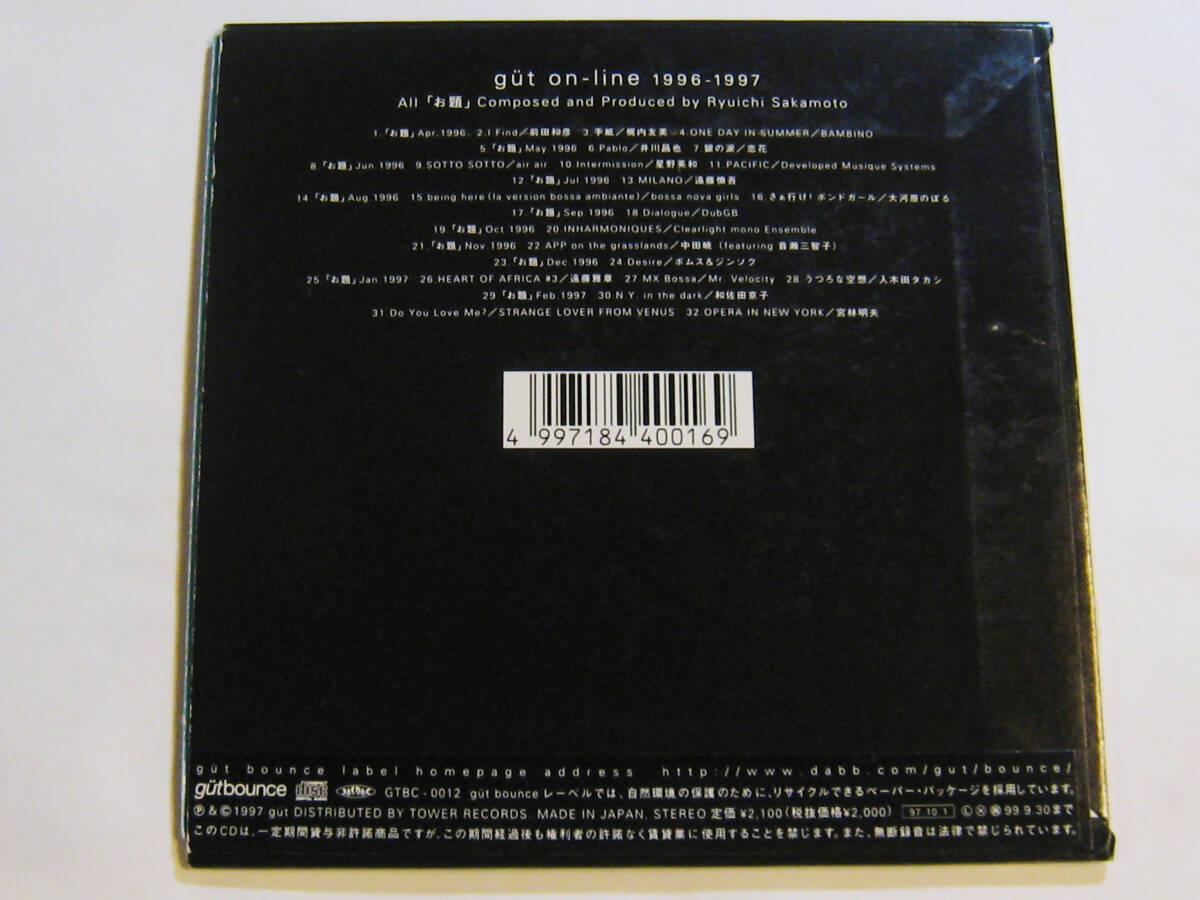 güt on-line 1996-1997
All「お題」Composed and Produced by Ryuichi Sakamoto
1.「お題」Apr.1996 2.I Find／前田和彦 3.手紙／梶内友美 4.ONE DAY IN SUMMER／BAMBINO
5.「お題」May 1996 6 Pablo／井川昌也 7.銀の涙／恋花
8.「お題」Jun.1996 9.SOTTO SOTTO／air air 10.Intermission／星野英和 11.PACIFIC／Developed Musique Systems
12.「お題」Jul.1996 13.MILANO／遠藤慎吾
14.「お題」Aug.1996 15.being here(la version bossa ambiante)／bossa nova girls 16.さぁ行け！ボンドガール／大河原のぼる
17.「お題」Sep.1996 18.Dialogue／DubGB
19.「お題」Oct.1996 20.INHARMONIQUES／Clearlight mono Ensemble
21.「お題」Nov.1996 22.APP on the grasslands／中田暁(featuring 音瀬三智子)
23.「お題」Dec.1996 24.Desire／ボムス&ジンソク
25.「お題」Jan.1997 26.HEART OF AFRICA #3／遠藤雅章 27.MX Bossa／Mr. Velocity 28.うつろな空想／入木田タカシ
29.「お題」Feb.1997 30.N.Y. in the dark／和佐田京子
31.Do You Love Me?／STRANGE LOVER FROM VENUS 32.OPERA IN NEW YORK／宮林明夫
4 997184 400169
güt bounce label homepage address http://www.dabb.com/gut/bounce/
gütbounce disc DIGITAL AUDIO JASRAC GTBC-0012 güt bounce レーベルでは、自然環境の保護のために、リサイクルできるペーパー・パッケージを採用しています。
℗&©1997 güt DISTRIBUTED BY TOWER RECORDS. MADE IN JAPAN. STEREO 定価¥2,100(税抜価格¥2,000) 97.10.1 Ⓛ 99.9.30まで
このCDは、一定期間貸与非許諾商品ですが、この期間経過後も権利者の許諾なく賃貸業に使用することを禁じます。また、無断録音は法律で禁じられています。